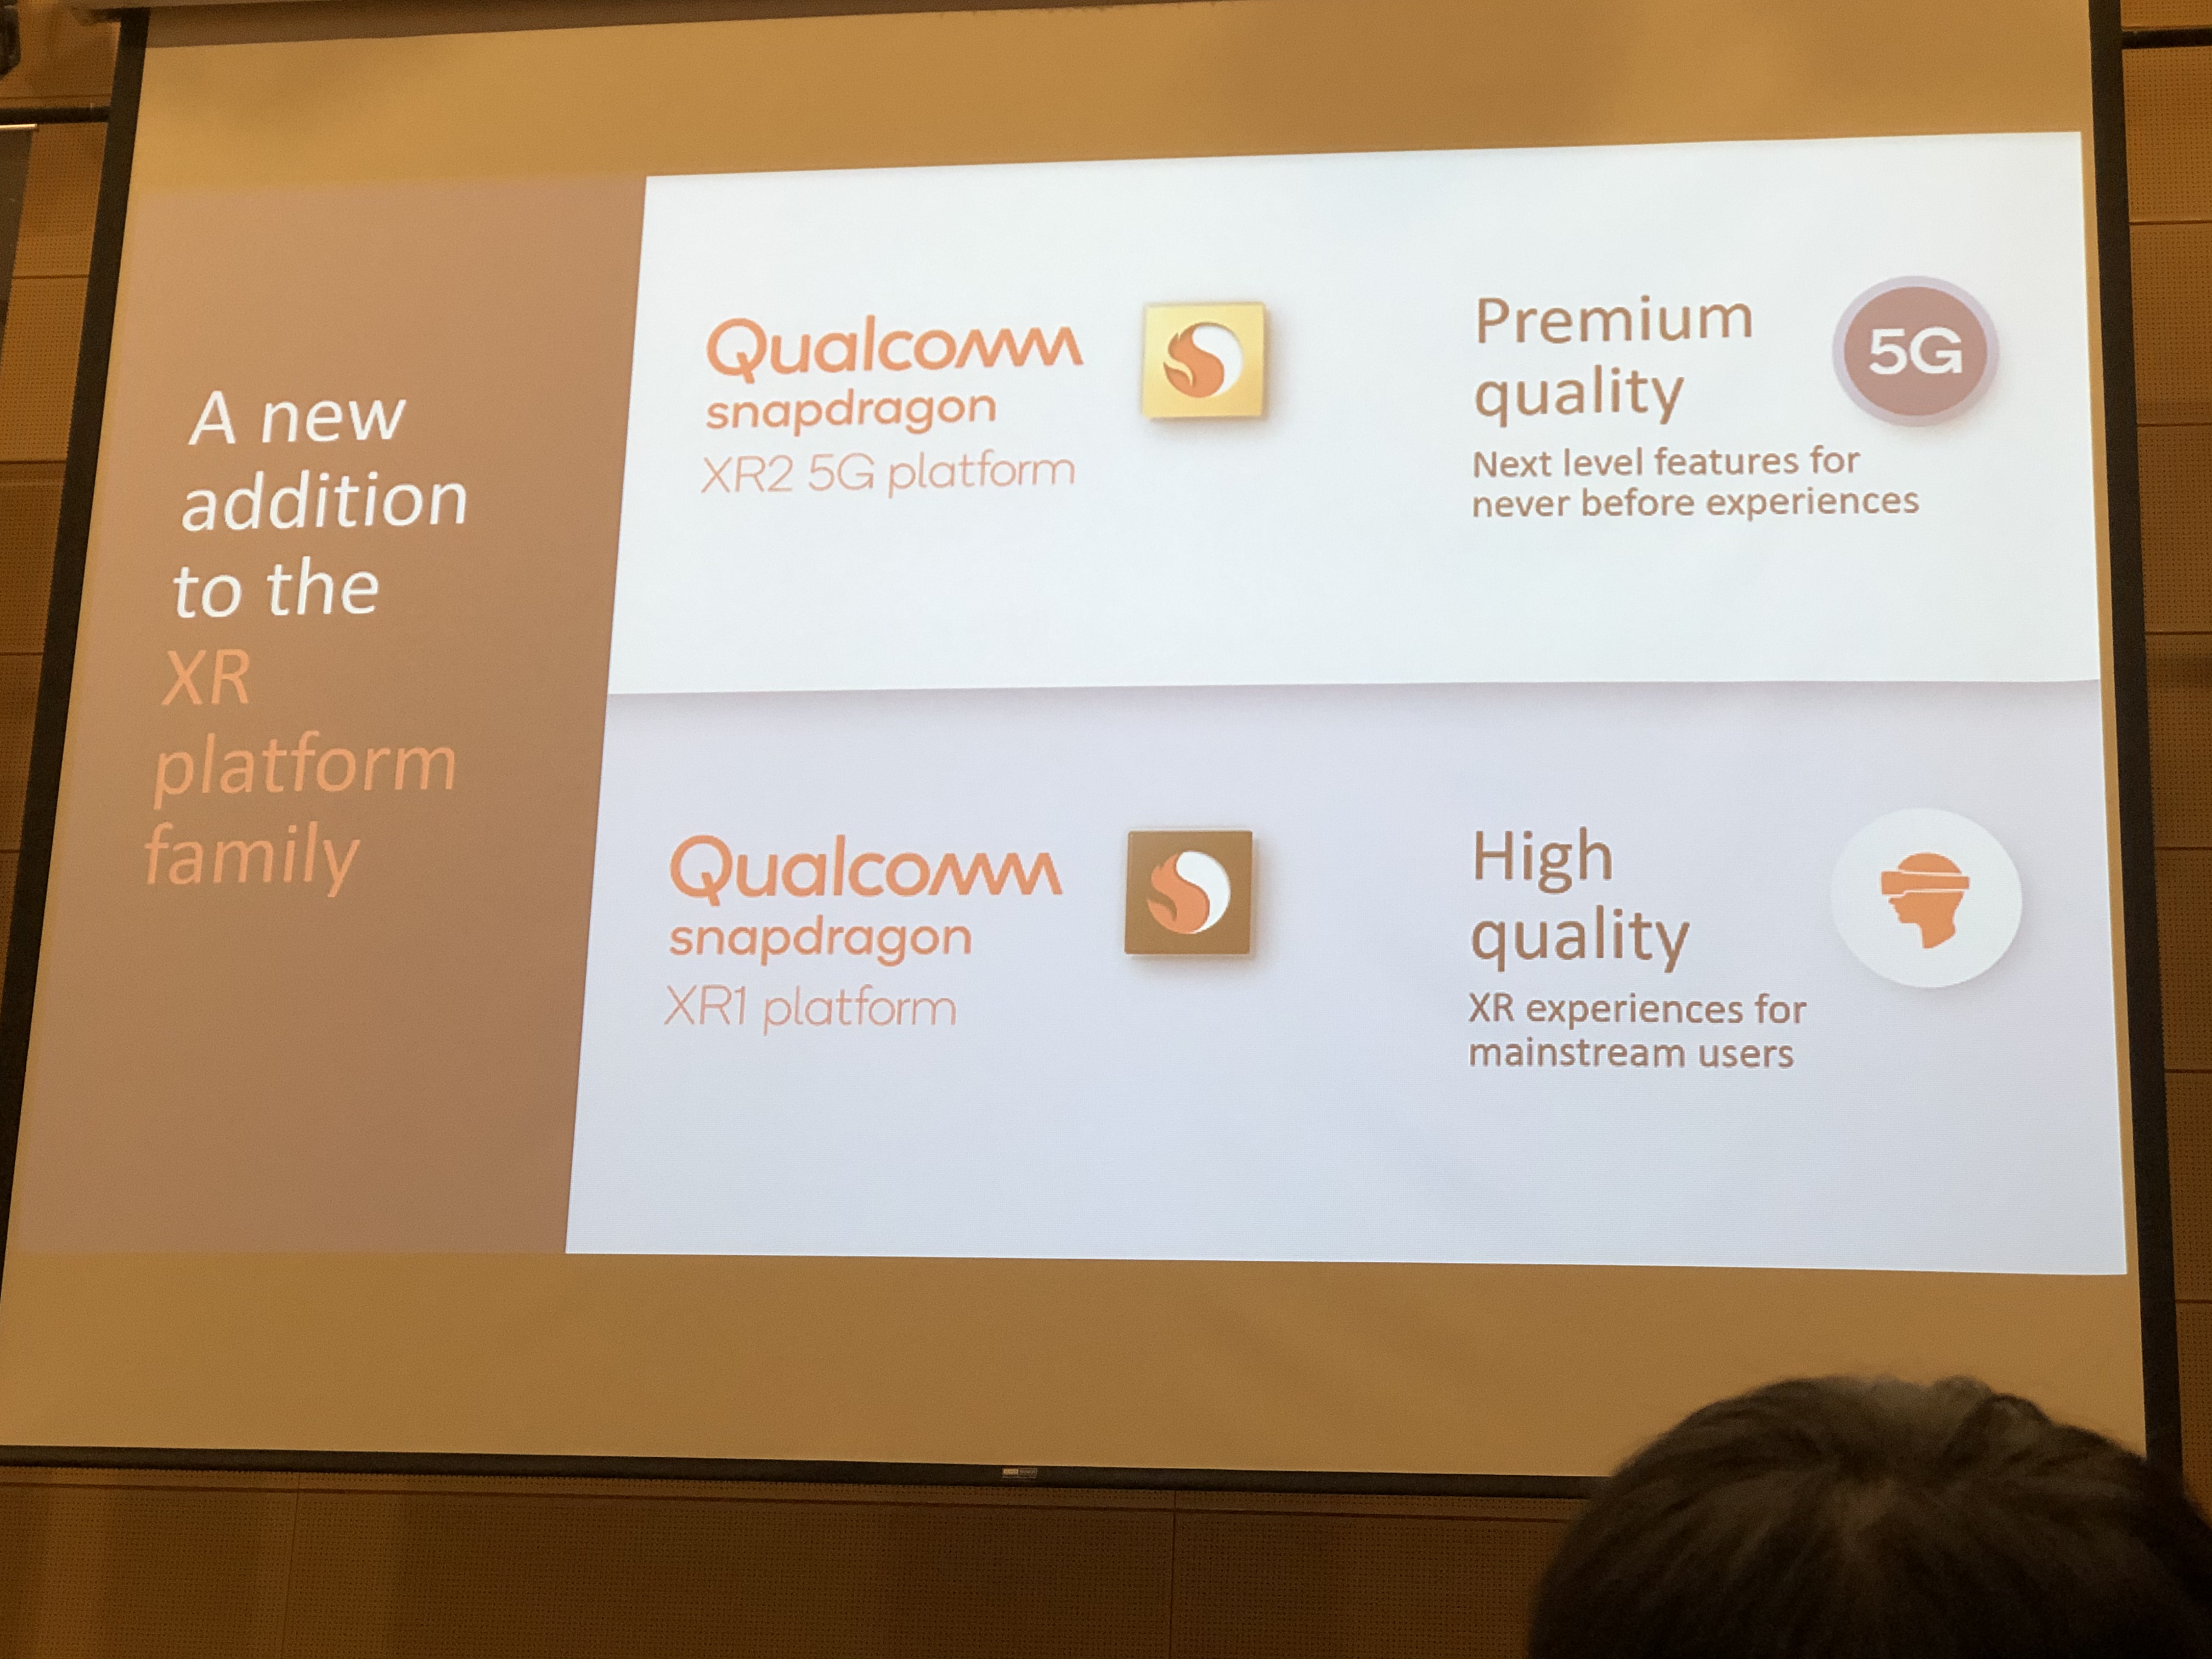 A new
addition
to the
XR
platform
family
Qualcomm
snapdragon
XR2 5G platform
Premium
quality
5G
Next level features for
never before experiences
Qualcomm
snapdragon
XR1 platform
High
quality
XR experiences for
mainstream users